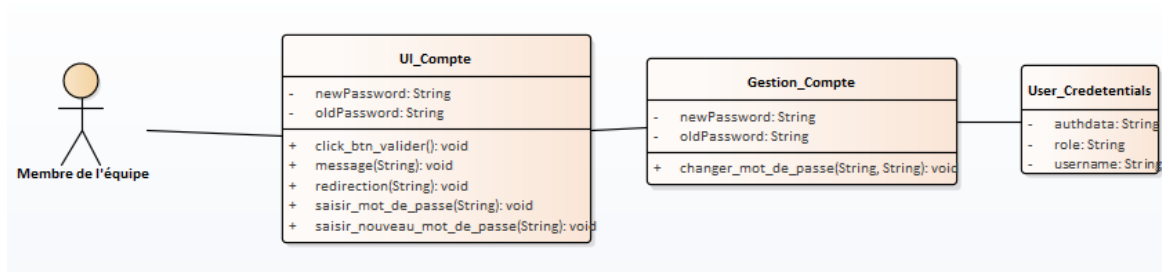 Membre de l'équipe
UI_Compte
- newPassword: String
- oldPassword: String
+ click_btn_valider(): void
+ message(String): void
+ redirection(String): void
+ saisir_mot_de_passe(String): void
+ saisir_nouveau_mot_de_passe(String): void
Gestion_Compte
- newPassword: String
- oldPassword: String
+ changer_mot_de_passe(String, String): void
User_Credetentials
- authdata: String
- role: String
- username: String